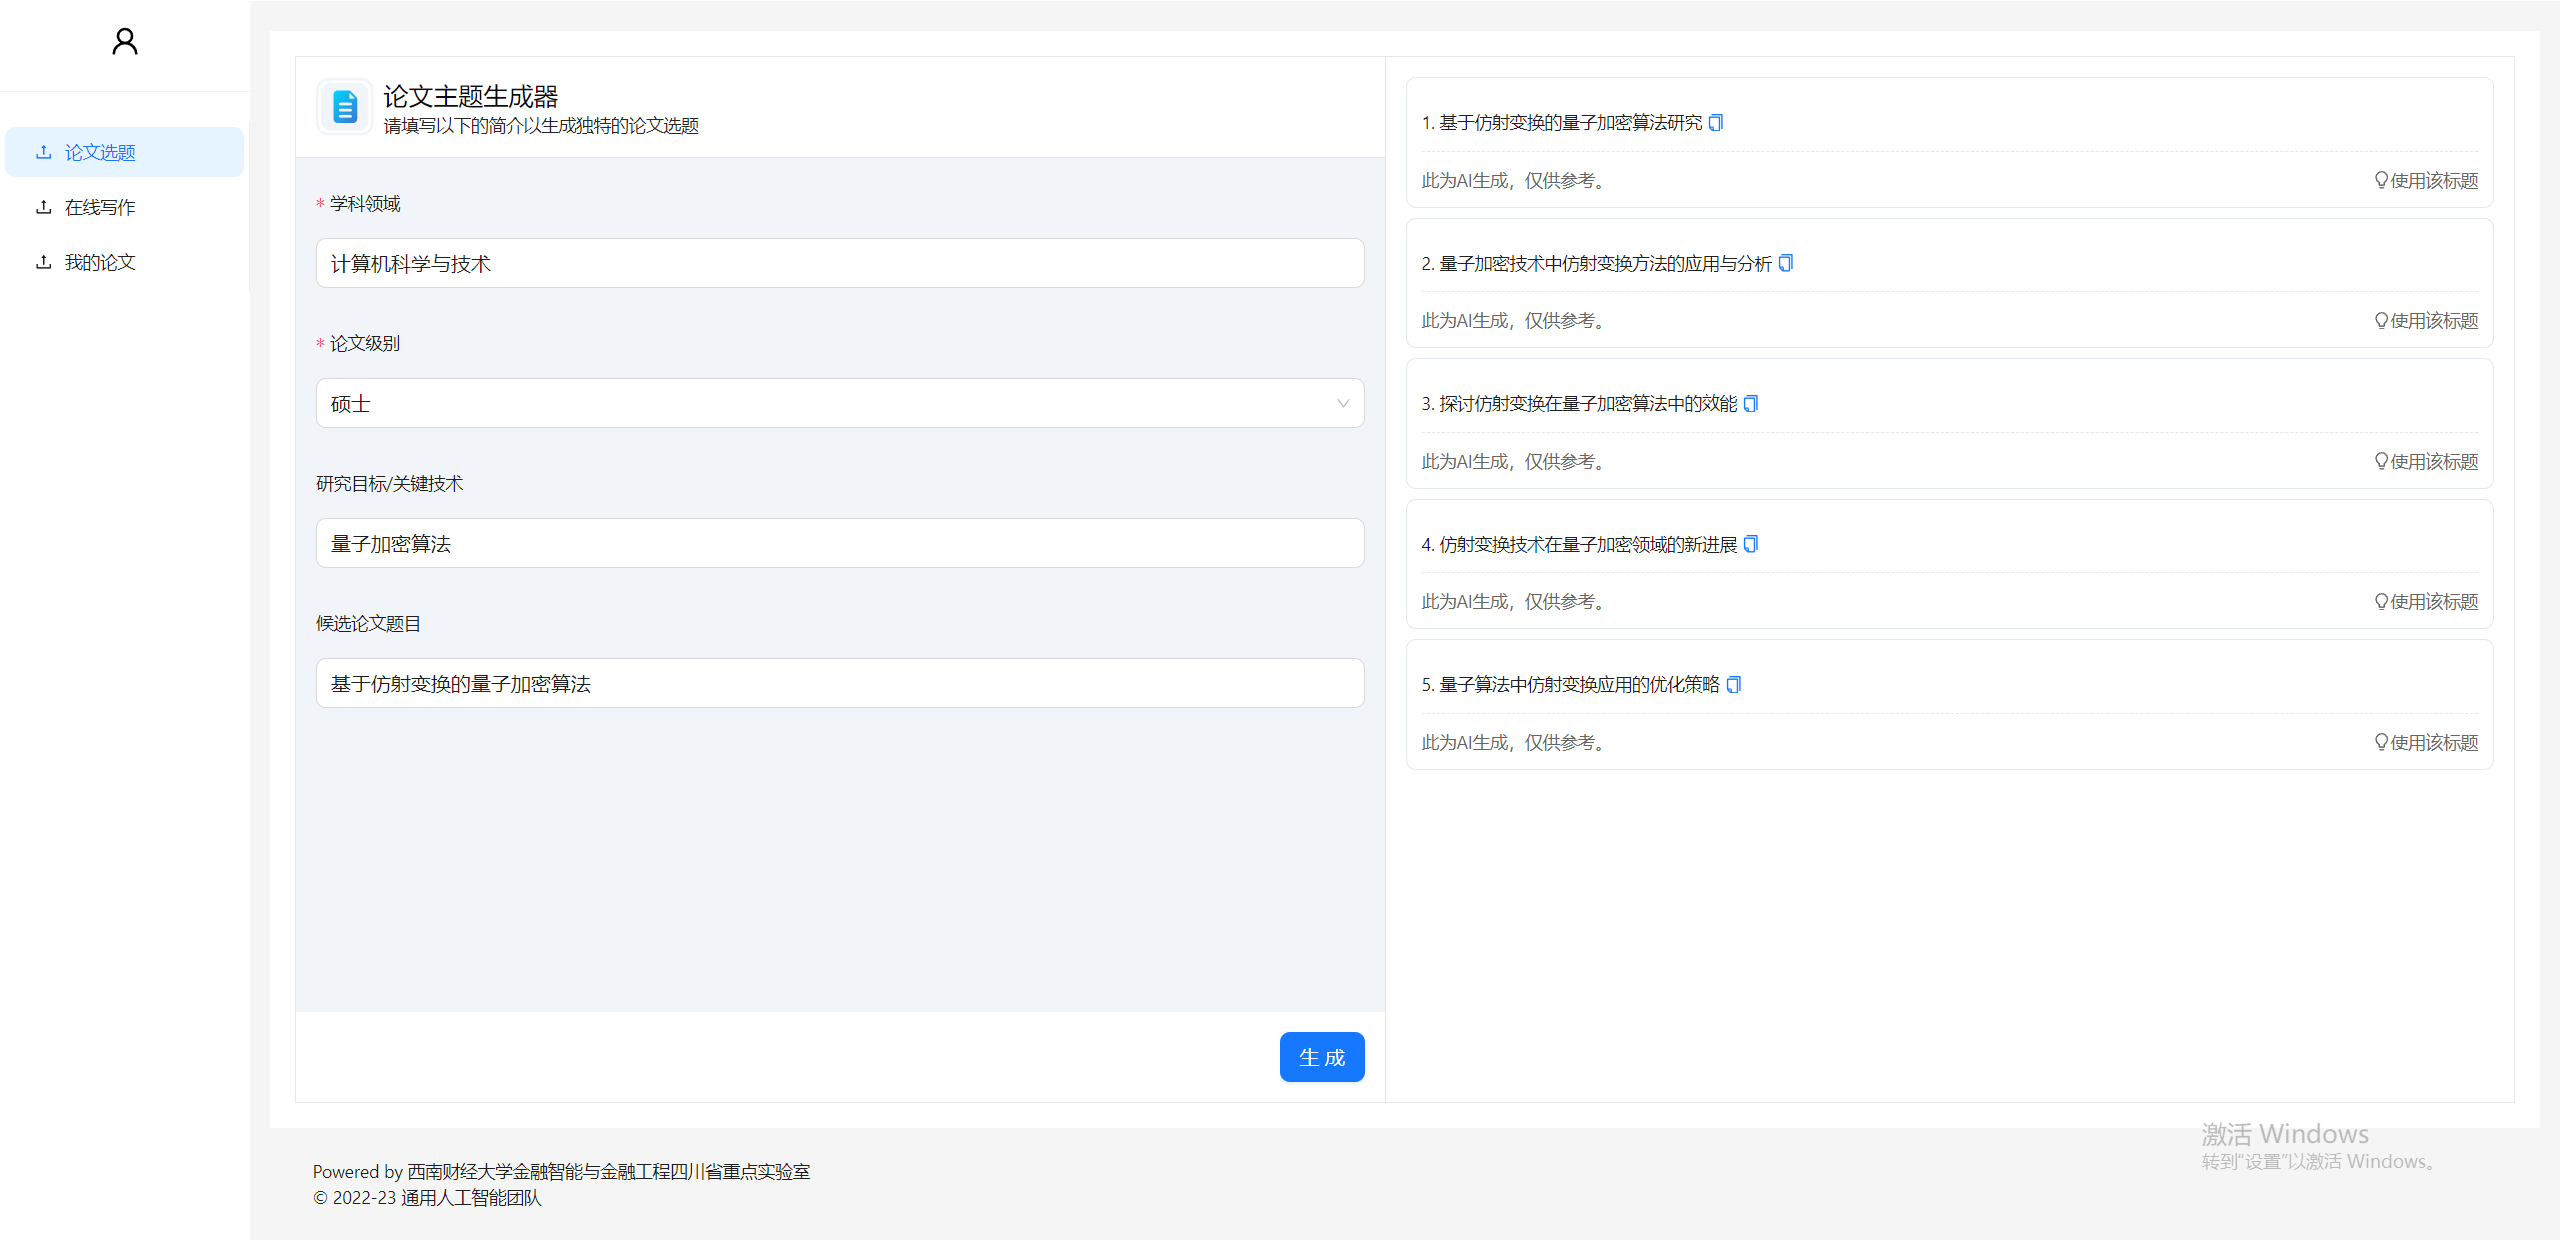 论文选题
在线写作
我的论文
论文主题生成器
请填写以下的简介以生成独特的论文选题
* 学科领域
计算机科学与技术
* 论文级别
硕士
研究目标/关键技术
量子加密算法
候选论文题目
基于仿射变换的量子加密算法
生 成
1. 基于仿射变换的量子加密算法研究
此为AI生成，仅供参考。
使用该标题
2. 量子加密技术中仿射变换方法的应用与分析
此为AI生成，仅供参考。
使用该标题
3. 探讨仿射变换在量子加密算法中的效能
此为AI生成，仅供参考。
使用该标题
4. 仿射变换技术在量子加密领域的新进展
此为AI生成，仅供参考。
使用该标题
5. 量子算法中仿射变换应用的优化策略
此为AI生成，仅供参考。
使用该标题
Powered by 西南财经大学金融智能与金融工程四川省重点实验室
© 2022-23 通用人工智能团队
激活 Windows
转到"设置"以激活 Windows。